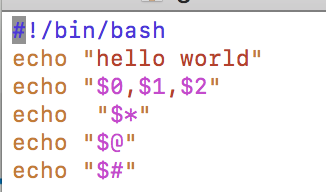 #!/bin/bash
echo "hello world"
echo "$0,$1,$2"
echo  "$*"
echo "$@"
echo "$#"